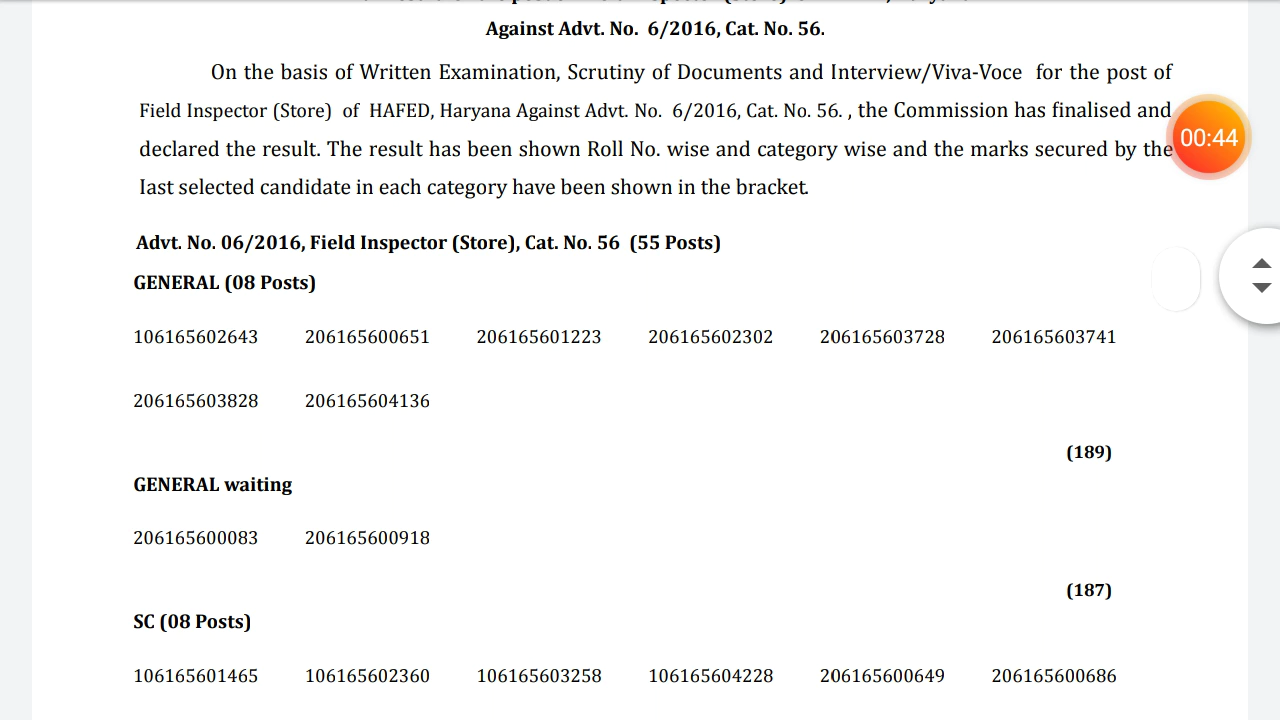 Against Advt. No. 6/2016, Cat. No. 56.
On the basis of Written Examination, Scrutiny of Documents and Interview/Viva-Voce for the post of
Field Inspector (Store) of HAFED, Haryana Against Advt. No. 6/2016, Cat. No. 56. , the Commission has finalised and
declared the result. The result has been shown Roll No. wise and category wise and the marks secured by the
last selected candidate in each category have been shown in the bracket.
00:44
Advt. No. 06/2016, Field Inspector (Store), Cat. No. 56 (55 Posts)
GENERAL (08 Posts)
106165602643 206165600651 206165601223 206165602302 206165603728 206165603741
206165603828 206165604136
(189)
GENERAL waiting
206165600083 206165600918
(187)
SC (08 Posts)
106165601465 106165602360 106165603258 106165604228 206165600649 206165600686